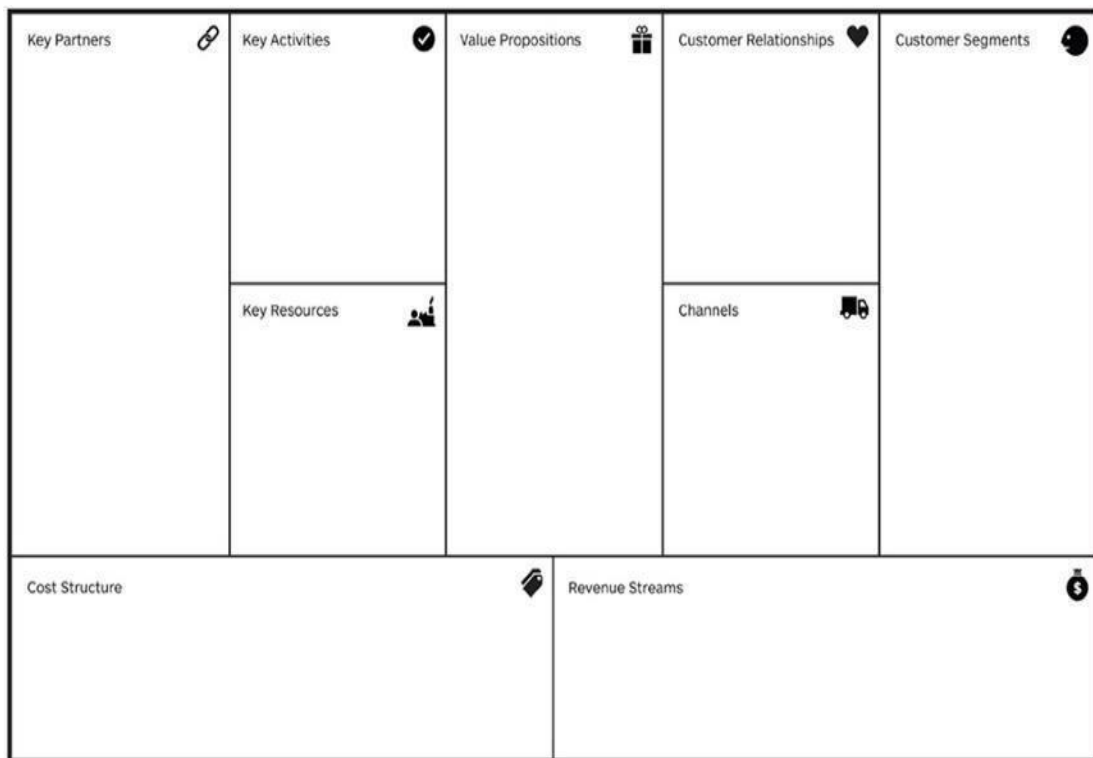 Key Partners
Key Activities
Value Propositions
Customer Relationships
Customer Segments
Key Resources
Channels
Cost Structure
Revenue Streams
$